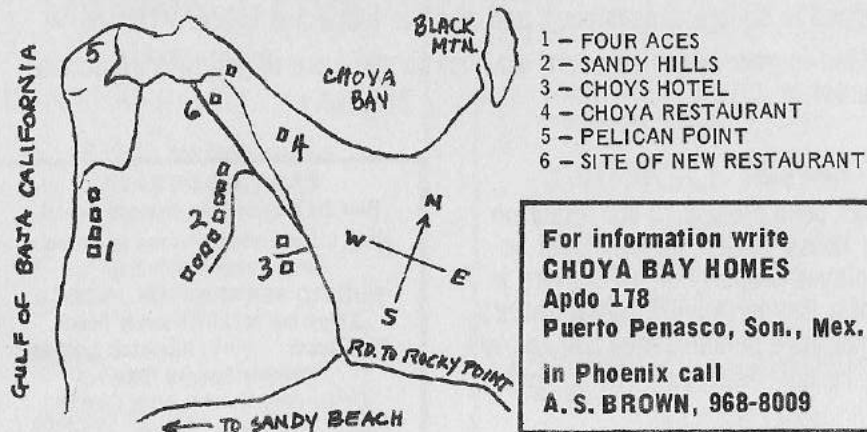 GULF OF BAJA CALIFORNIA
5
CHOYA
BAY
BLACK
MTN.
6
4
2
1
3
N
W
E
S
RD. TO ROCKY POINT
← TO SANDY BEACH
1 – FOUR ACES
2 – SANDY HILLS
3 – CHOYS HOTEL
4 – CHOYA RESTAURANT
5 – PELICAN POINT
6 – SITE OF NEW RESTAURANT
For information write
CHOYA BAY HOMES
Apdo 178
Puerto Penasco, Son., Mex.
In Phoenix call
A. S. BROWN, 968-8009